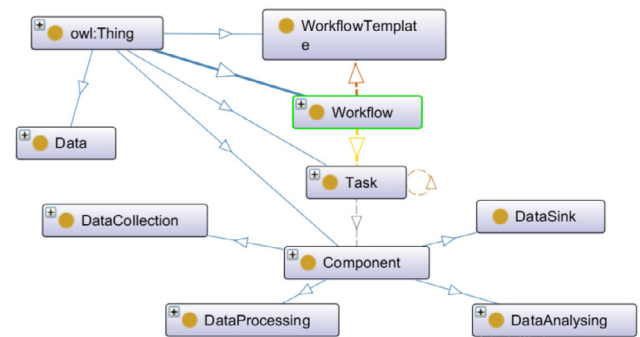 owl:Thing
WorkflowTemplat
e
Workflow
Data
Task
DataCollection
DataSink
Component
DataProcessing
DataAnalysing